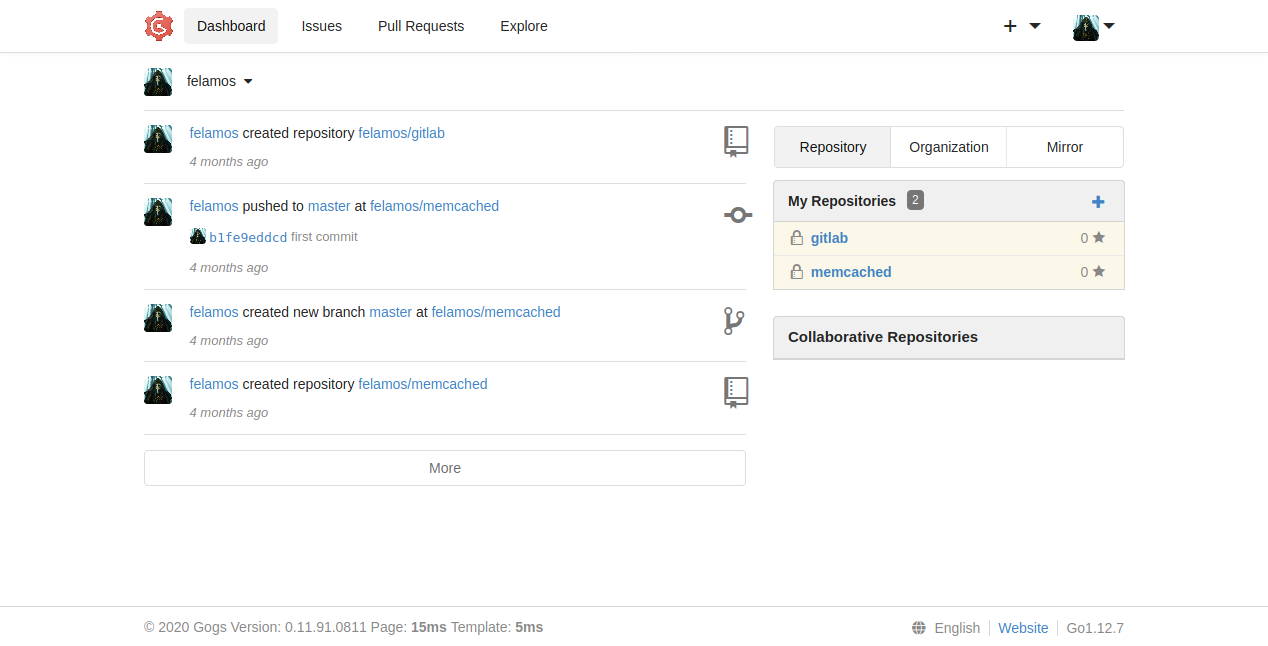 Dashboard Issues Pull Requests Explore
felamos
felamos created repository felamos/gitlab
4 months ago
felamos pushed to master at felamos/memcached
b1fe9eddcd first commit
4 months ago
felamos created new branch master at felamos/memcached
4 months ago
felamos created repository felamos/memcached
4 months ago
More
Repository Organization Mirror
My Repositories 2
gitlab 0
memcached 0
Collaborative Repositories
© 2020 Gogs Version: 0.11.91.0811 Page: 15ms Template: 5ms
English Website Go1.12.7